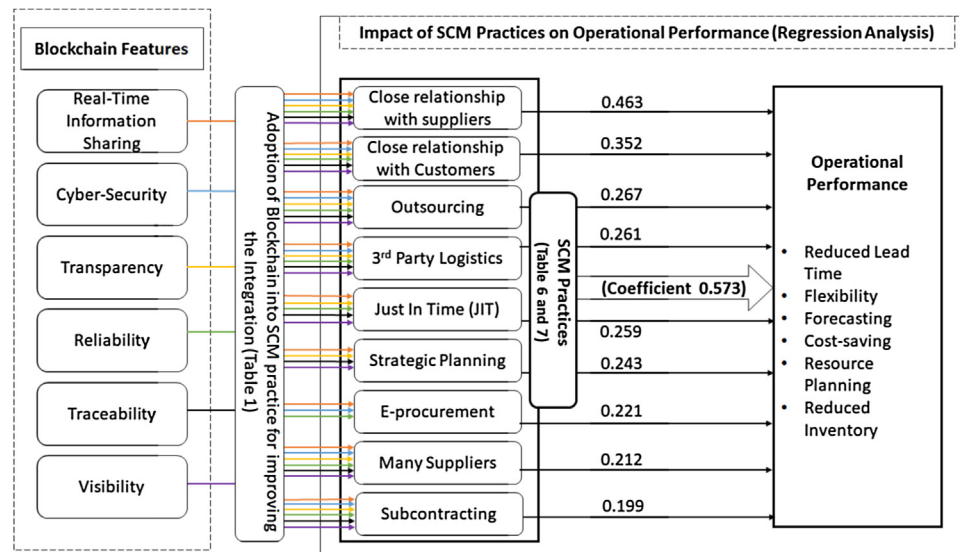 Blockchain Features
Real-Time
Information
Sharing
Cyber-Security
Transparency
Reliability
Traceability
Visibility
Adoption of Blockchain into SCM practice for improving
the Integration (Table 1)
Impact of SCM Practices on Operational Performance (Regression Analysis)
Close relationship
with suppliers
Close relationship
with Customers
Outsourcing
3rd Party Logistics
Just In Time (JIT)
Strategic Planning
E-procurement
Many Suppliers
Subcontracting
SCM Practices
(Table 6 and 7)
0.463
0.352
0.267
0.261
(Coefficient 0.573)
0.259
0.243
0.221
0.212
0.199
Operational
Performance
• Reduced Lead
Time
• Flexibility
• Forecasting
• Cost-saving
• Resource
Planning
• Reduced
Inventory